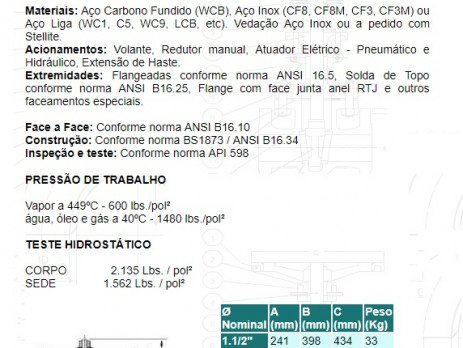 Materiais: Aço Carbono Fundido (WCB), Aço Inox (CF8, CF8M, CF3, CF3M) ou
Aço Liga (WC1, C5, WC9, LCB, etc). Vedação Aço Inox ou a pedido com
Stellite.
Acionamentos: Volante, Redutor manual, Atuador Elétrico - Pneumático e
Hidráulico, Extensão de Haste.
Extremidades: Flangeadas conforme norma ANSI 16.5, Solda de Topo
conforme norma ANSI B16.25, Flange com face junta anel RTJ e outros
faceamentos especiais.
Face a Face: Conforme norma ANSI B16.10
Construção: Conforme norma BS1873 / ANSI B16.34
Inspeção e teste: Conforme norma API 598
PRESSÃO DE TRABALHO
Vapor a 449ºC - 600 lbs./pol²
água, óleo e gás a 40ºC - 1480 lbs./pol²
TESTE HIDROSTÁTICO
CORPO 2.135 Lbs. / pol²
SEDE 1.562 Lbs. / pol²
Ø A B C Peso
Nominal (mm) (mm) (mm) (Kg)
1.1/2" 241 398 434 33